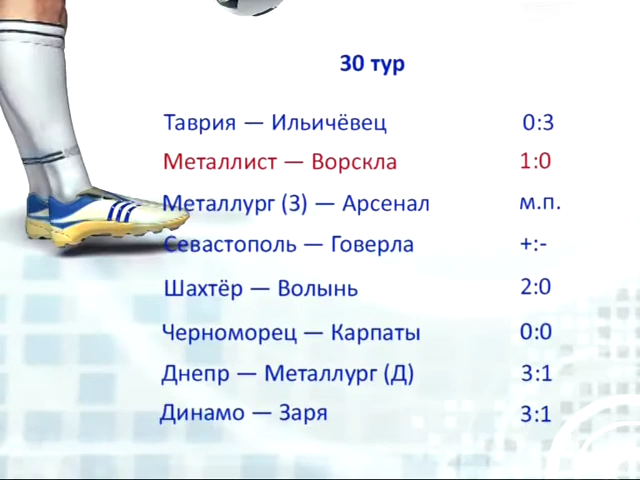 30 тур
Таврия — Ильичёвец 0:3
Металлист — Ворскла 1:0
Металлург (З) — Арсенал м.п.
Севастополь — Говерла +:-
Шахтёр — Волынь 2:0
Черноморец — Карпаты 0:0
Днепр — Металлург (Д) 3:1
Динамо — Заря 3:1